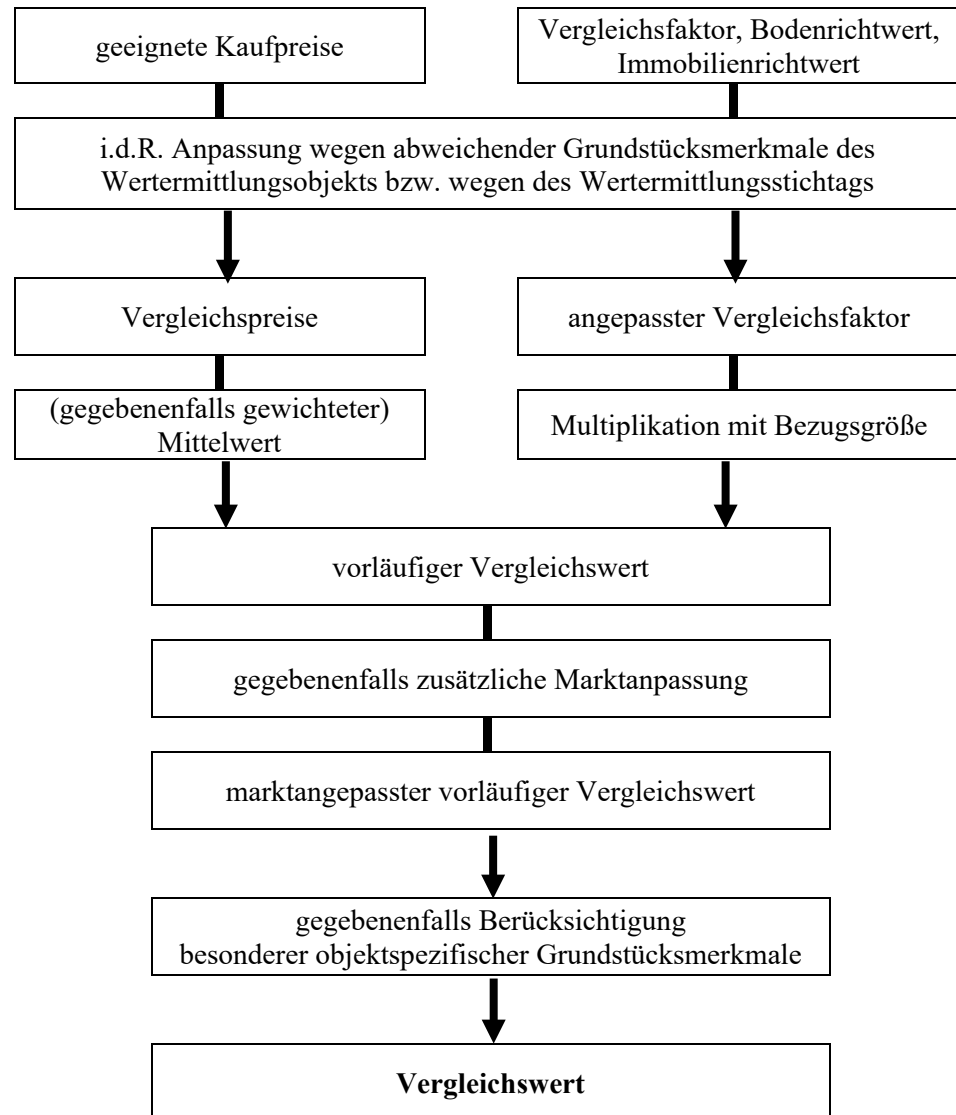 geeignete Kaufpreise
Vergleichsfaktor, Bodenrichtwert,
Immobilienrichtwert
i.d.R. Anpassung wegen abweichender Grundstücksmerkmale des
Wertermittlungsobjekts bzw. wegen des Wertermittlungsstichtags
Vergleichspreise
angepasster Vergleichsfaktor
(gegebenenfalls gewichteter)
Mittelwert
Multiplikation mit Bezugsgröße
vorläufiger Vergleichswert
gegebenenfalls zusätzliche Marktanpassung
marktangepasster vorläufiger Vergleichswert
gegebenenfalls Berücksichtigung
besonderer objektspezifischer Grundstücksmerkmale
Vergleichswert